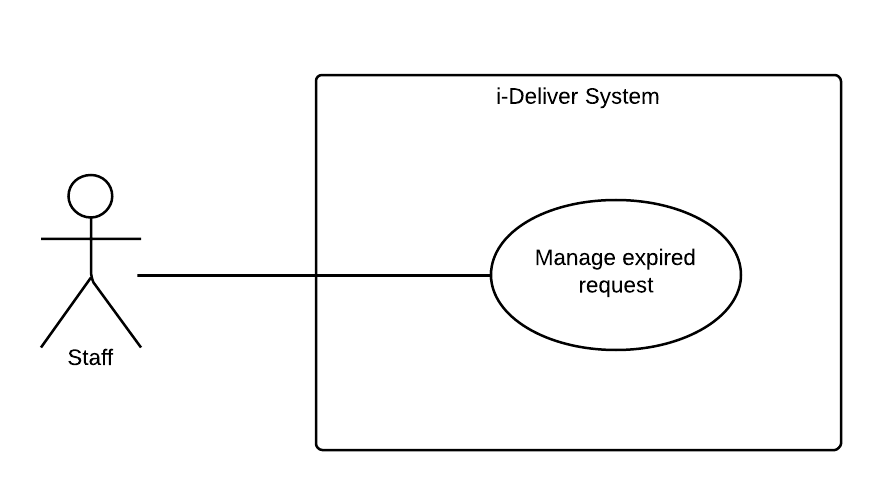 i-Deliver System
Manage expired
request
Staff